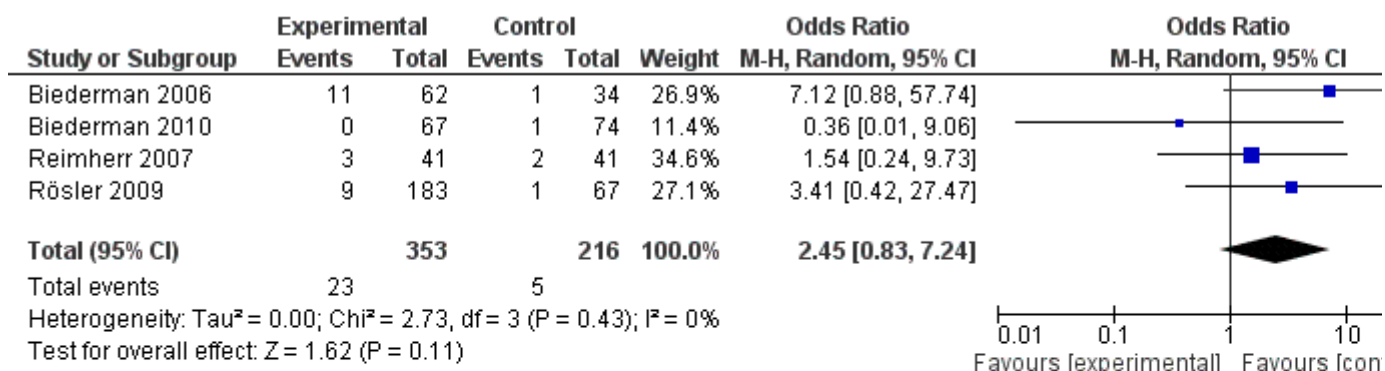 Experimental Control Odds Ratio Odds Ratio
Study or Subgroup Events Total Events Total Weight M-H, Random, 95% CI M-H, Random, 95% CI
Biederman 2006 11 62 1 34 26.9% 7.12 [0.88, 57.74]
Biederman 2010 0 67 1 74 11.4% 0.36 [0.01, 9.06]
Reimherr 2007 3 41 2 41 34.6% 1.54 [0.24, 9.73]
Rösler 2009 9 183 1 67 27.1% 3.41 [0.42, 27.47]
Total (95% CI) 353 216 100.0% 2.45 [0.83, 7.24]
Total events 23 5
Heterogeneity: Tau² = 0.00; Chi² = 2.73, df = 3 (P = 0.43); I² = 0%
Test for overall effect: Z = 1.62 (P = 0.11)
0.01 0.1 1 10
Favours [experimental] Favours [con